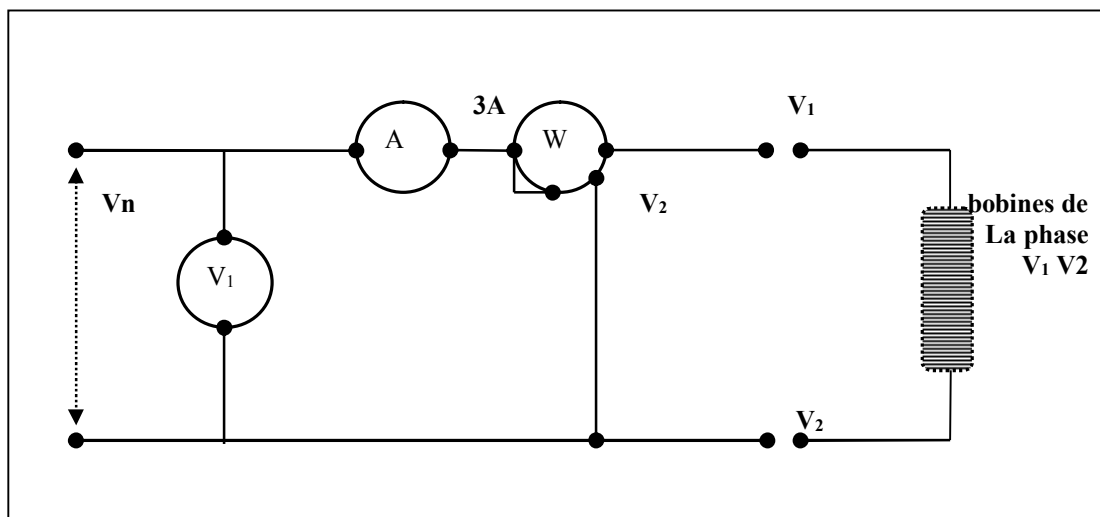 3A
V₁
A
W
Vn
V₂
bobines de
La phase
V₁ V2
V₁
V₂